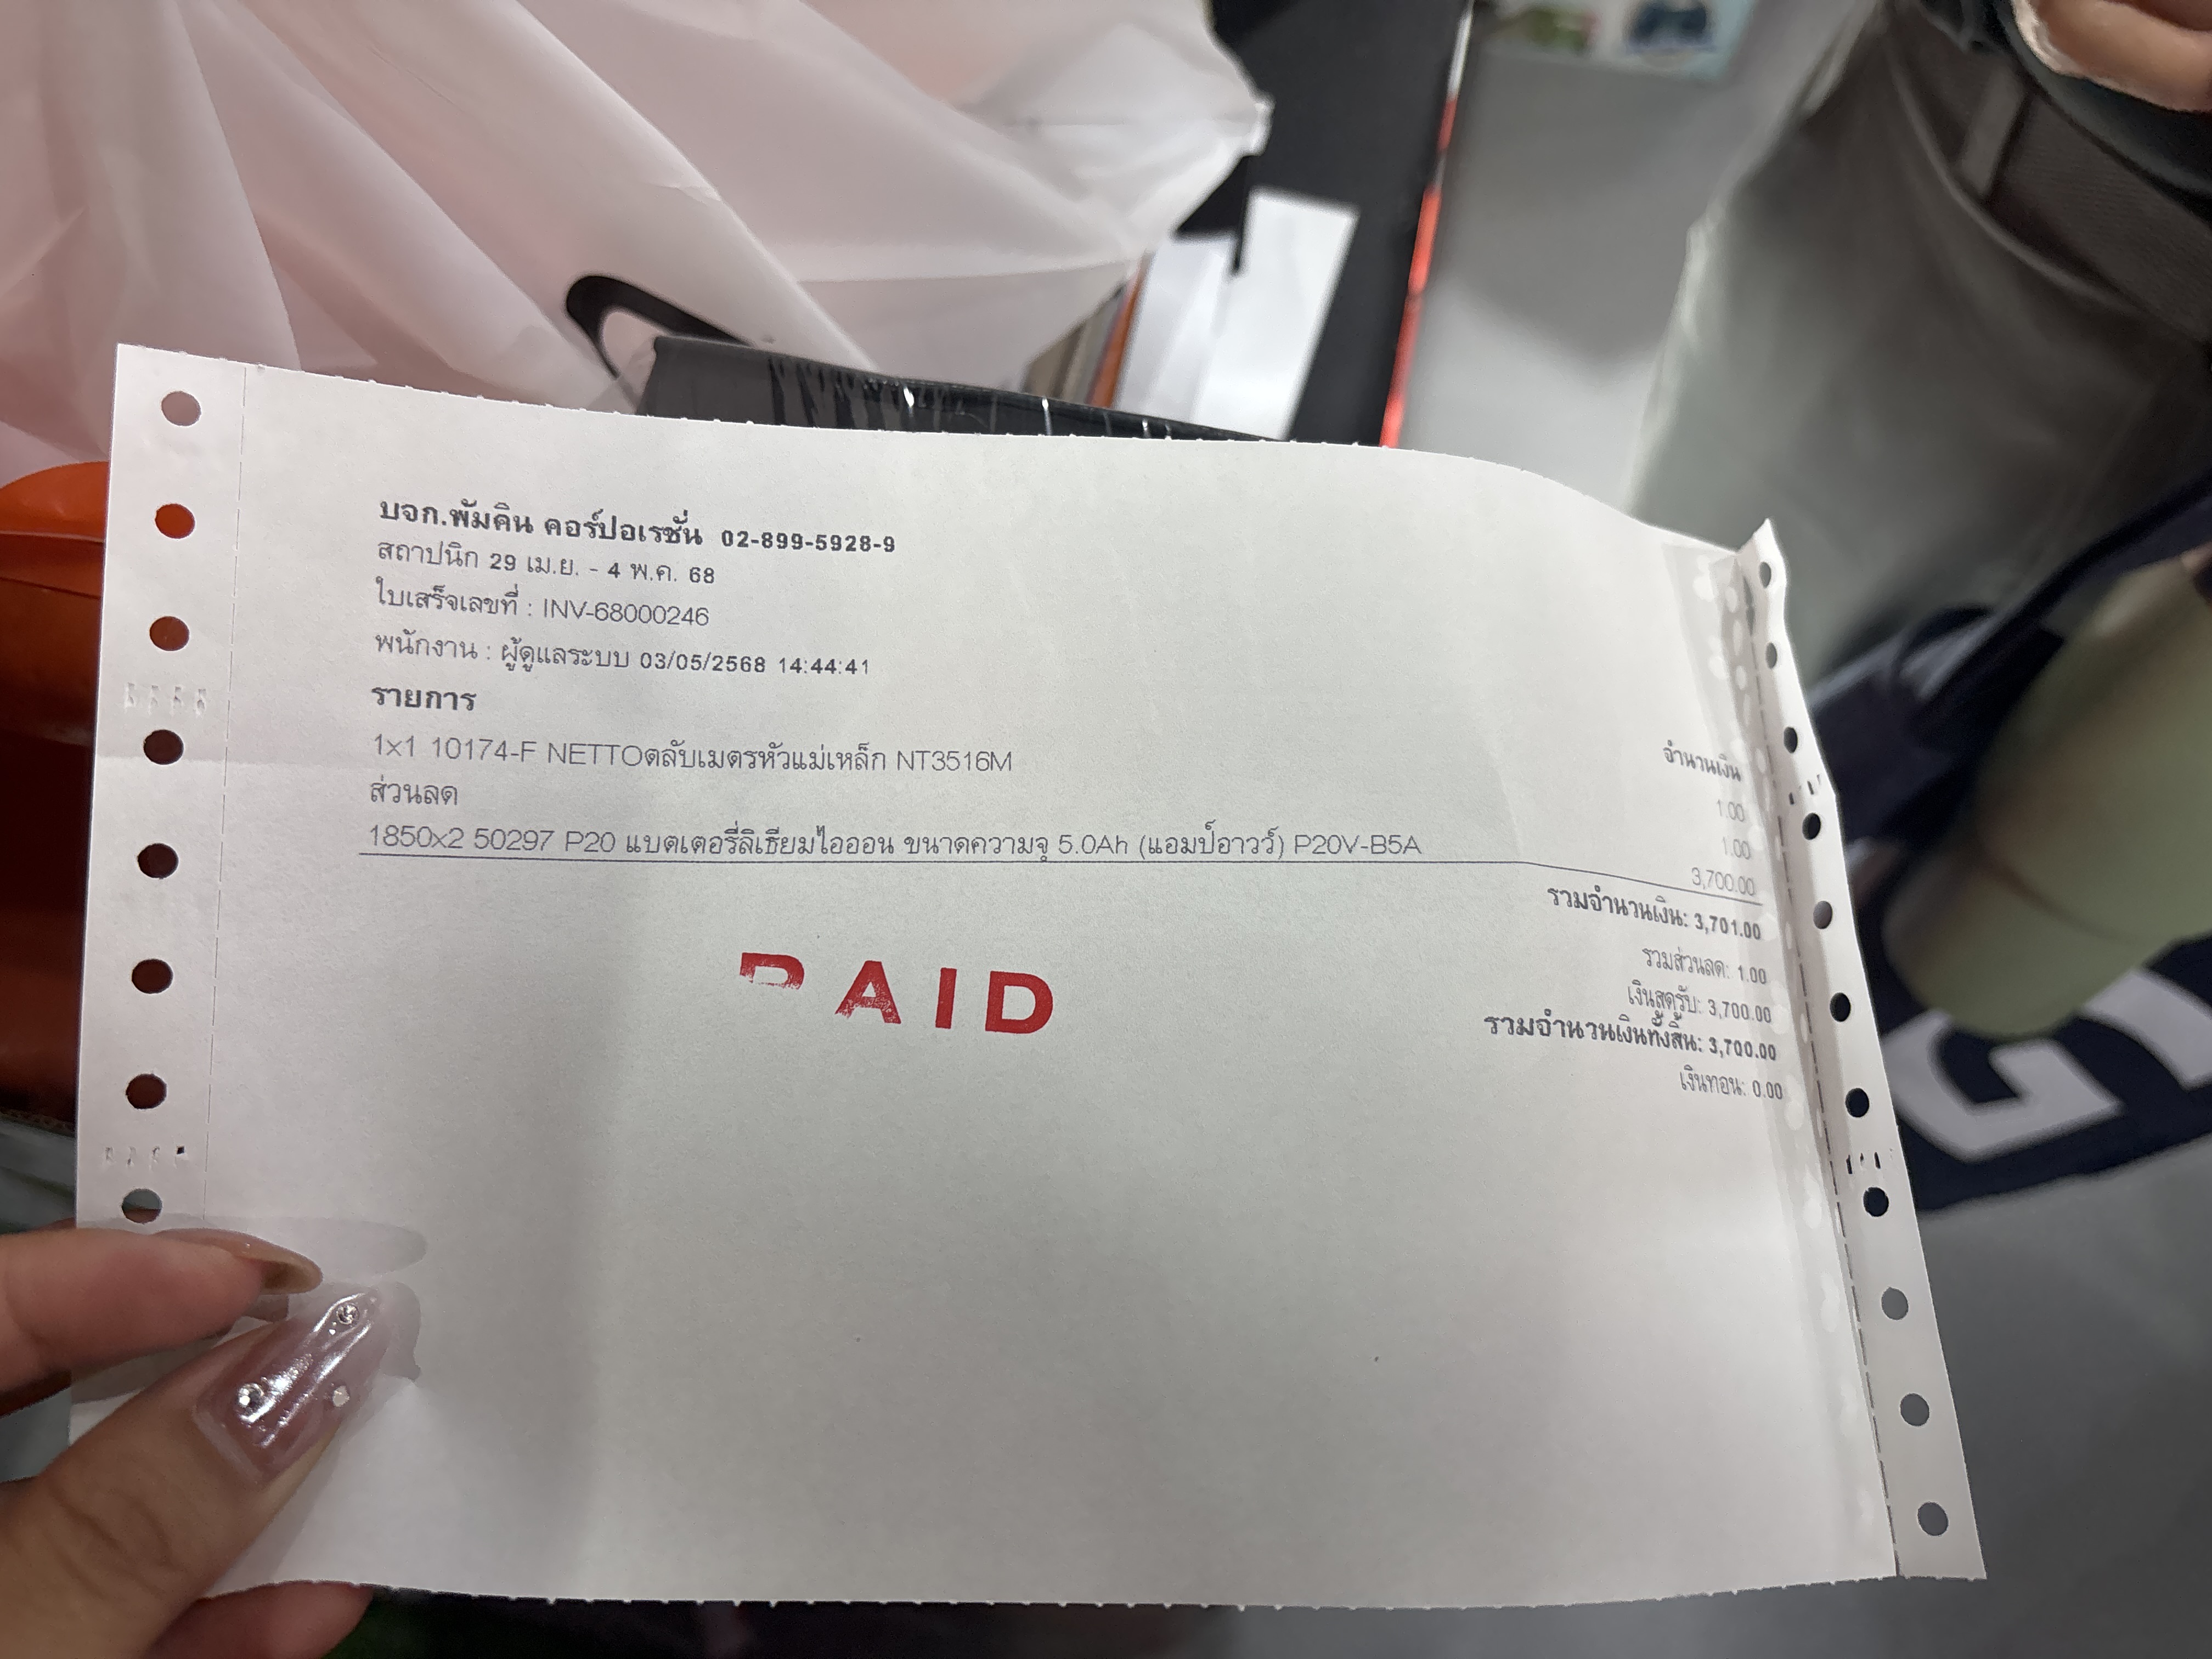 บจก.พัมคิน คอร์ปอเรชั่น 02-899-5928-9
สถาปนิก 29 เม.ย. - 4 พ.ค. 68
ใบเสร็จเลขที่ : INV-68000246
พนักงาน : ผู้ดูแลระบบ 03/05/2568 14:44:41
รายการ จำนวนเงิน
1x1 10174-F NETTOตลับเมตรหัวแม่เหล็ก NT3516M 1.00
ส่วนลด 1.00
1850x2 50297 P20 แบตเตอรี่ลิเธียมไอออน ขนาดความจุ 5.0Ah (แอมป์อาวว์) P20V-B5A 3,700.00
รวมจำนวนเงิน: 3,701.00
รวมส่วนลด: 1.00
เงินสูดรับ: 3,700.00
รวมจำนวนเงินทั้งสิ้น: 3,700.00
เงินทอน: 0.00
PAID